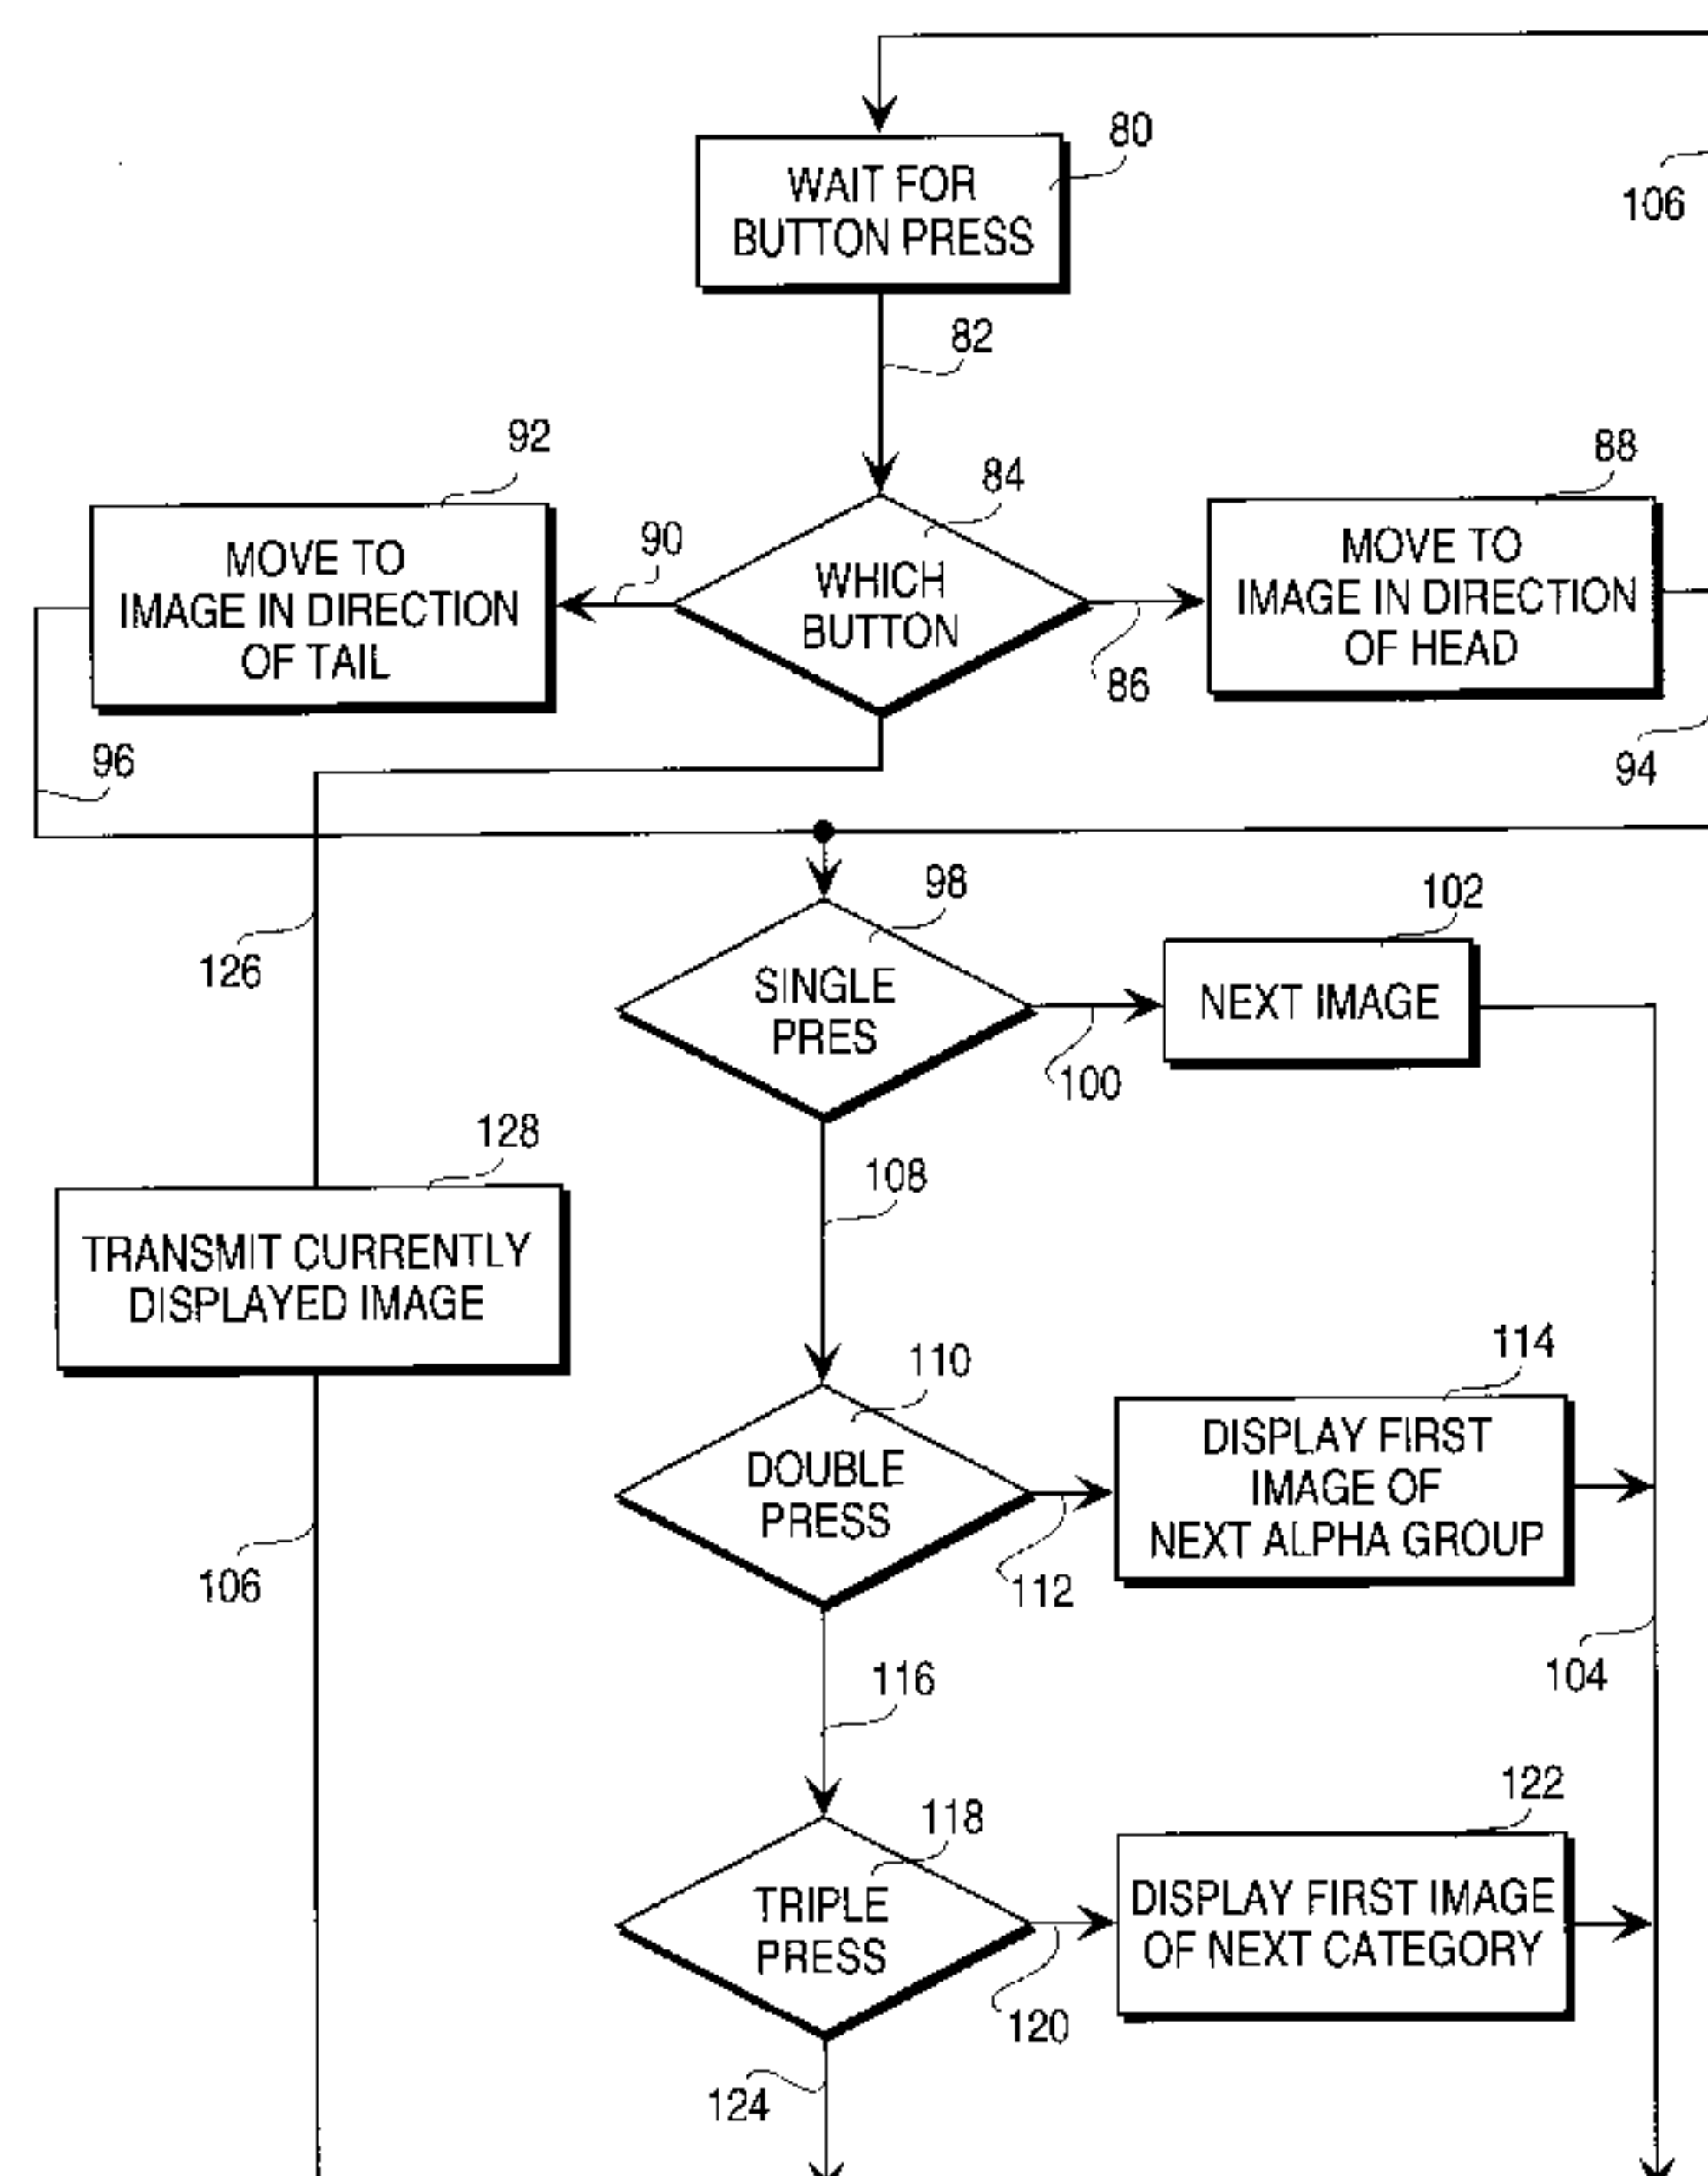 80
WAIT FOR
BUTTON PRESS
106
82
92
84
88
90
MOVE TO
IMAGE IN DIRECTION
OF TAIL
WHICH
BUTTON
MOVE TO
IMAGE IN DIRECTION
OF HEAD
86
96
94
98
102
126
SINGLE
PRES
NEXT IMAGE
100
128
108
TRANSMIT CURRENTLY
DISPLAYED IMAGE
110
114
DOUBLE
PRESS
DISPLAY FIRST
IMAGE OF
NEXT ALPHA GROUP
106
112
116
104
118
122
TRIPLE
PRESS
DISPLAY FIRST IMAGE
OF NEXT CATEGORY
120
124